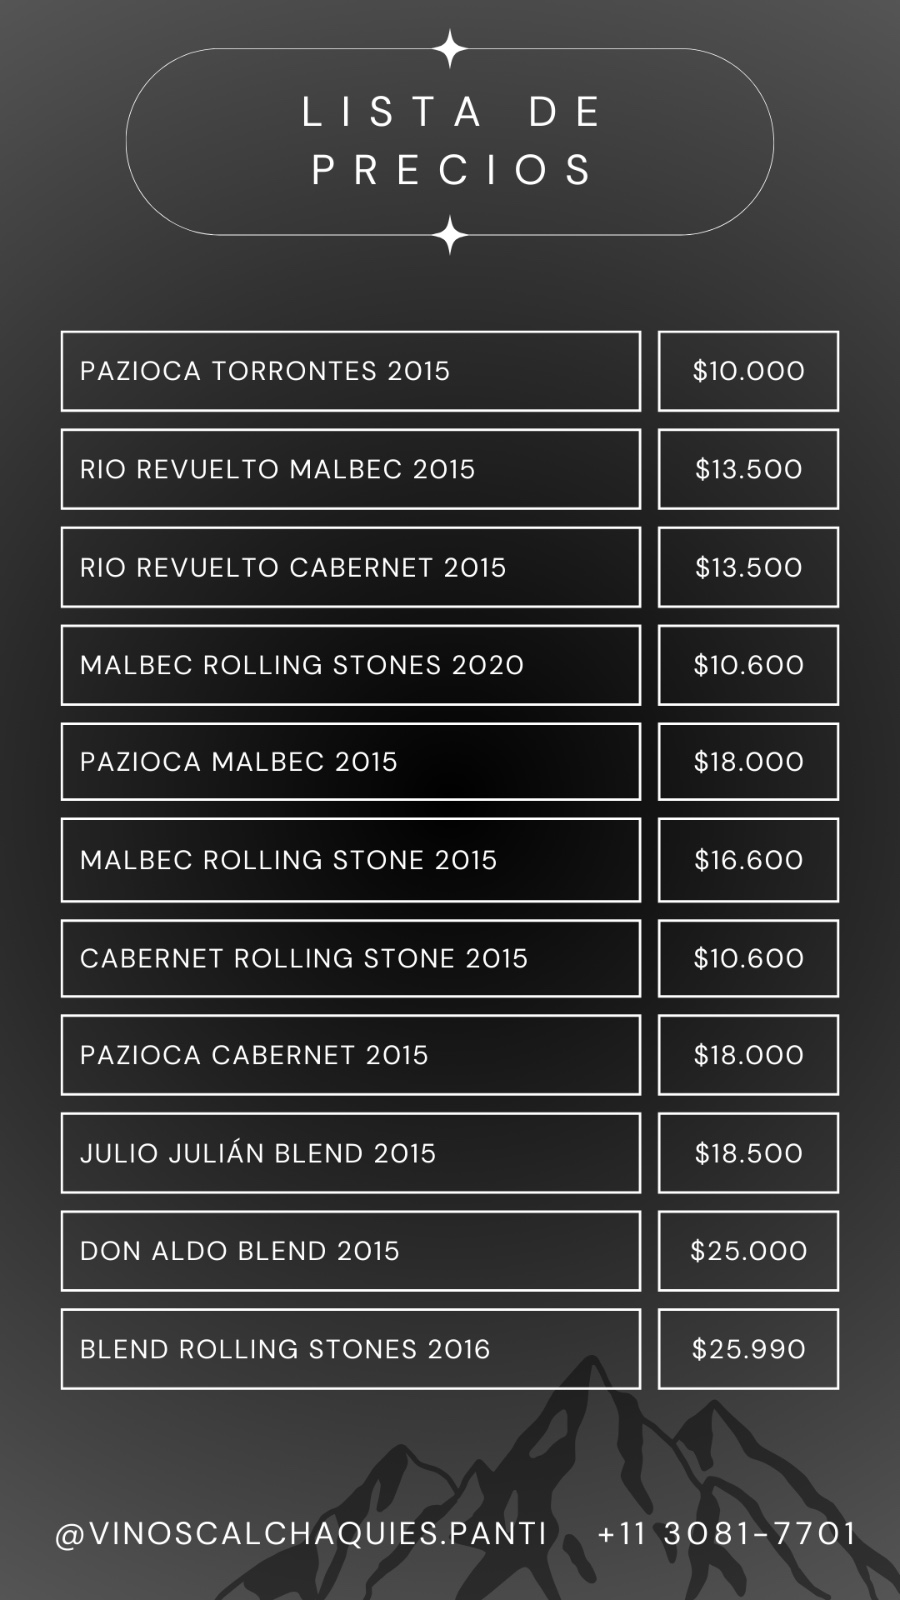 LISTA DE
PRECIOS
PAZIOCA TORRONTES 2015 $10.000
RIO REVUELTO MALBEC 2015 $13.500
RIO REVUELTO CABERNET 2015 $13.500
MALBEC ROLLING STONES 2020 $10.600
PAZIOCA MALBEC 2015 $18.000
MALBEC ROLLING STONE 2015 $16.600
CABERNET ROLLING STONE 2015 $10.600
PAZIOCA CABERNET 2015 $18.000
JULIO JULIÁN BLEND 2015 $18.500
DON ALDO BLEND 2015 $25.000
BLEND ROLLING STONES 2016 $25.990
@VINOSCALCHAQUIES.PANTI +11 3081-7701